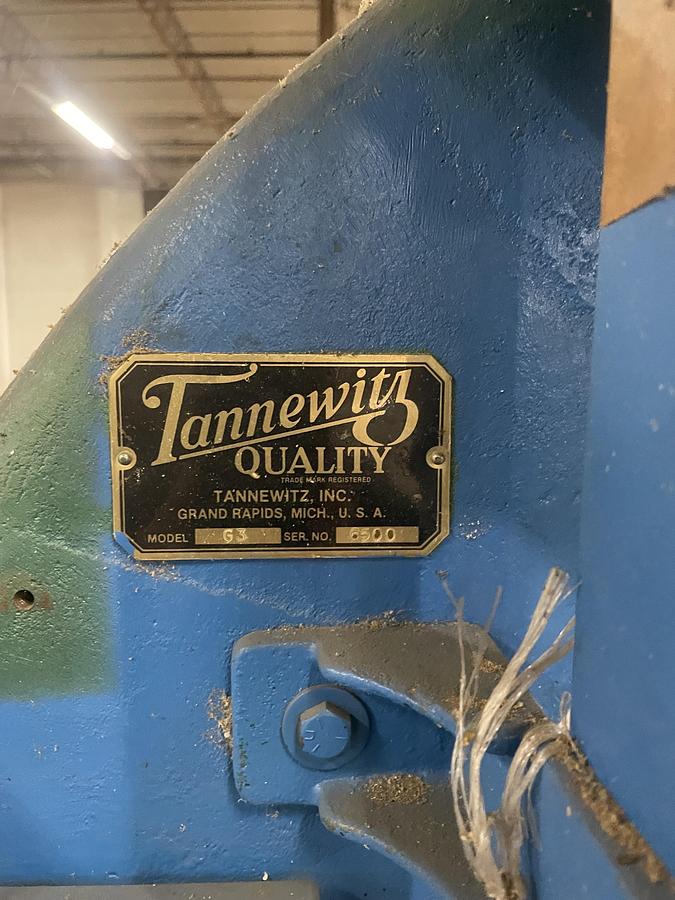 Tannewitz
QUALITY
TRADE MARK REGISTERED
TANNEWITZ, INC.
GRAND RAPIDS, MICH., U. S. A.
MODEL G3 SER. NO. 6500